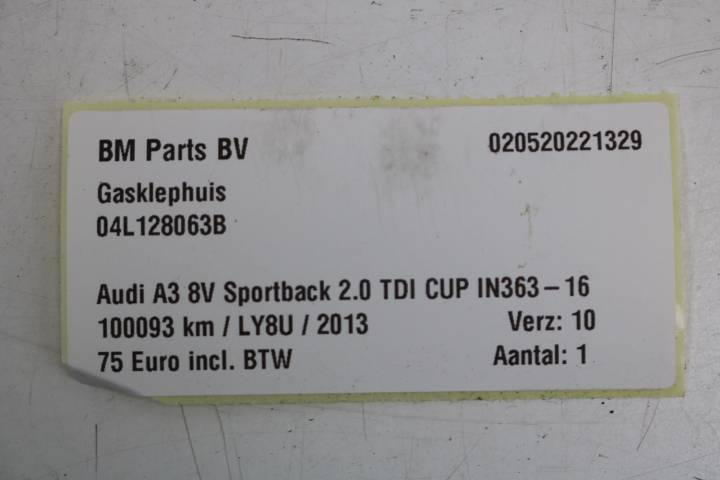 BM Parts BV 020520221329
Gasklephuis
04L128063B
Audi A3 8V Sportback 2.0 TDI CUP IN363 – 16
100093 km / LY8U / 2013 Verz: 10
75 Euro incl. BTW Aantal: 1